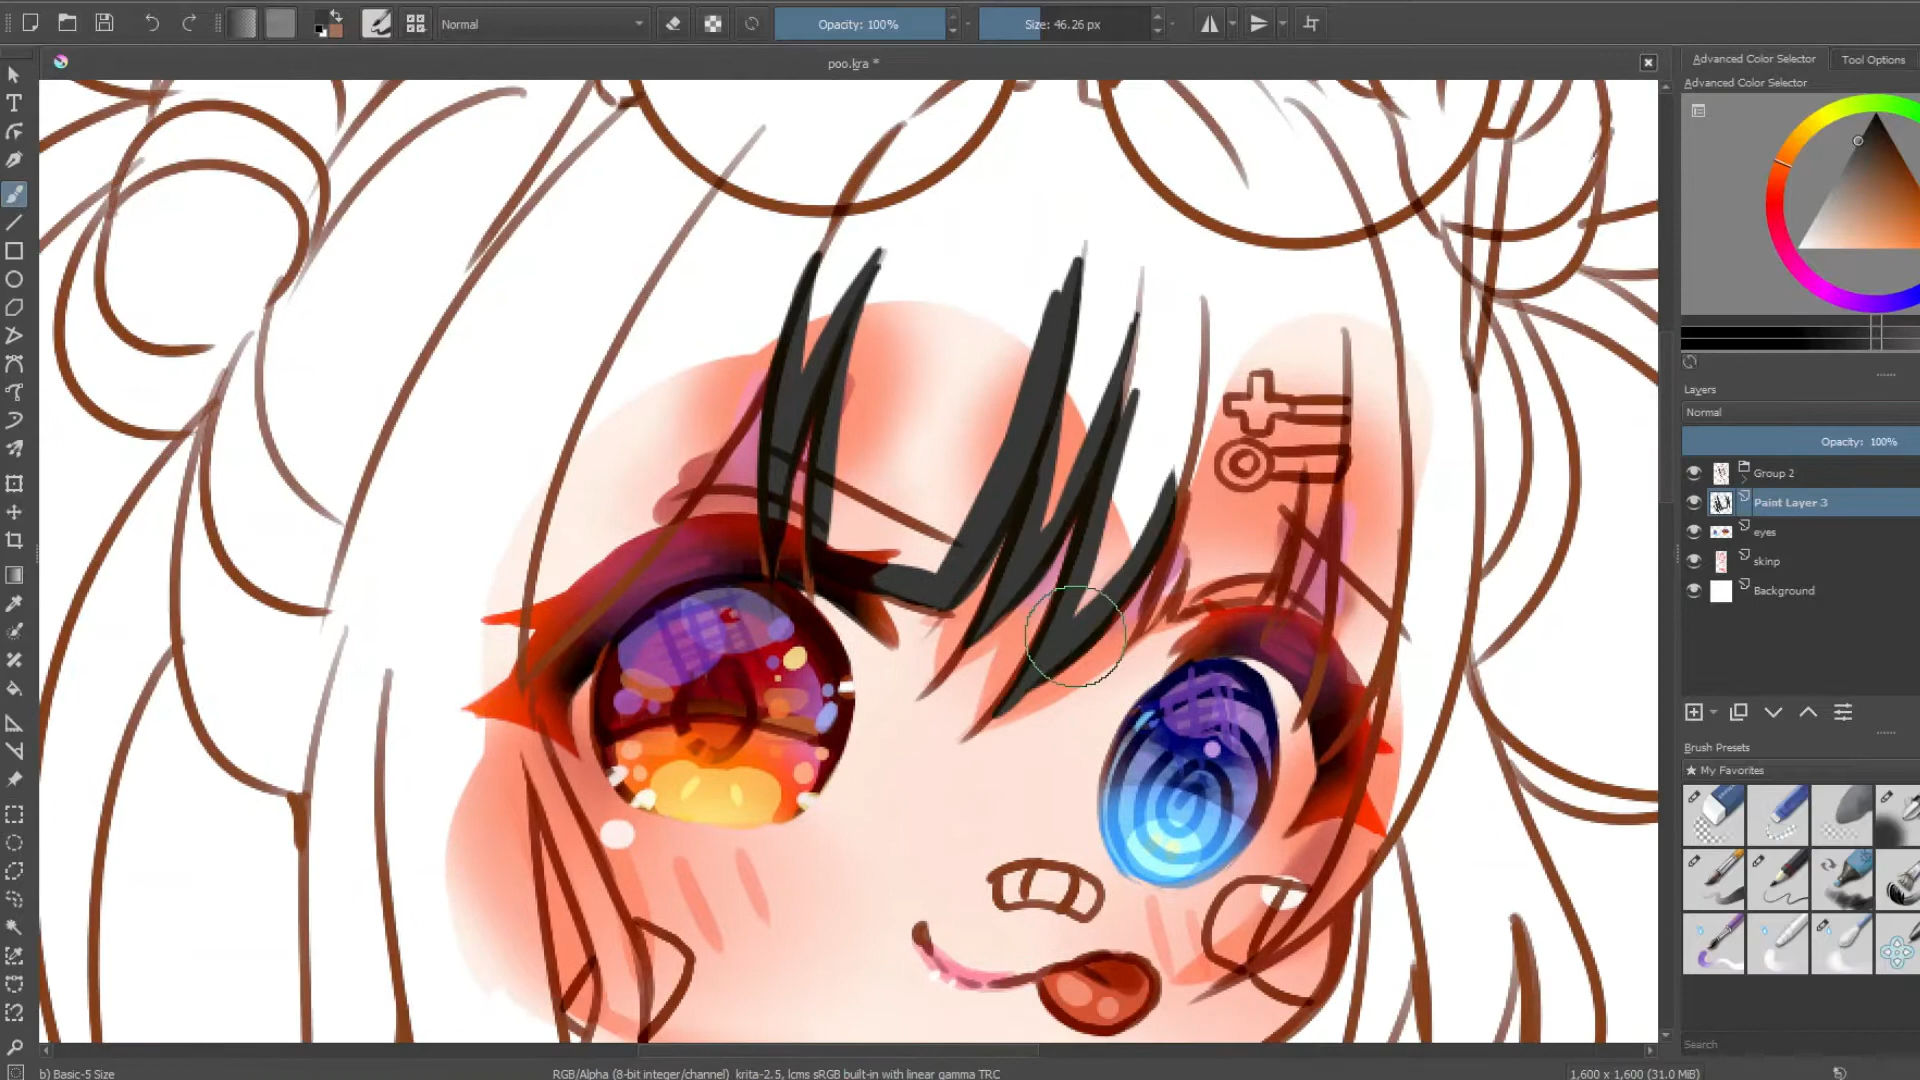 Normal
Opacity: 100%
Size: 46.26 px
poo.kra *
Advanced Color Selector
Tool Options
Advanced Color Selector
Layers
Normal
Opacity: 100%
Group 2
Paint Layer 3
eyes
skinp
Background
Brush Presets
★ My Favorites
Search
b) Basic-5 Size
RGB/Alpha (8-bit integer/channel) krita-2.5, lcms sRGB built-in with linear gamma TRC
1,600 x 1,600 (31.0 MiB)